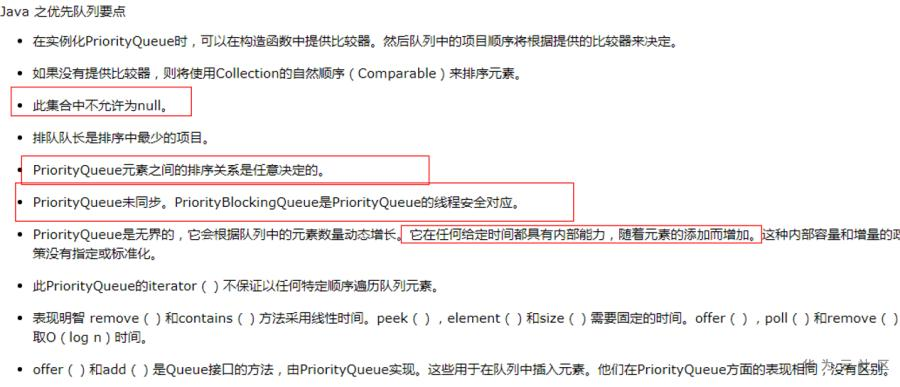 Java 之优先队列要点
在实例化PriorityQueue时，可以在构造函数中提供比较器。然后队列中的项目顺序将根据提供的比较器来决定。
如果没有提供比较器，则将使用Collection的自然顺序（Comparable）来排序元素。
此集合中不允许为null。
排队队长是排序中最少的项目。
PriorityQueue元素之间的排序关系是任意决定的。
PriorityQueue未同步。PriorityBlockingQueue是PriorityQueue的线程安全对应。
PriorityQueue是无界的，它会根据队列中的元素数量动态增长。它在任何给定时间都具有内部能力，随着元素的添加而增加。这种内部容量和增量的政
策没有指定或标准化。
此PriorityQueue的iterator（）不保证以任何特定顺序遍历队列元素。
表现明智 remove（）和contains（）方法采用线性时间。peek（），element（）和size（）需要固定的时间。offer（），poll（）和remove（）
取O（log n）时间。
offer（）和add（）是Queue接口的方法，由PriorityQueue实现。这些用于在队列中插入元素。他们在PriorityQueue方面的表现相同，没有区别。
华为云社区